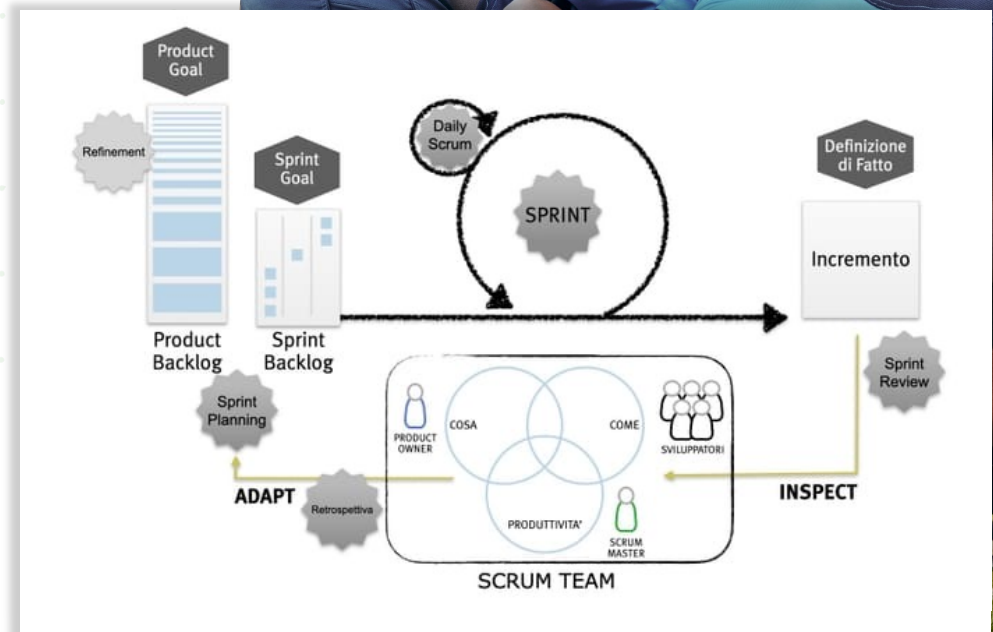 Product
Goal
Refinement
Sprint
Goal
Daily
Scrum
SPRINT
Definizione
di Fatto
Incremento
Product
Backlog
Sprint
Backlog
Sprint
Planning
Sprint
Review
PRODUCT
OWNER
COSA
COME
SVILUPPATORI
ADAPT
Retrospettiva
INSPECT
PRODUTTIVITA'
SCRUM
MASTER
SCRUM TEAM